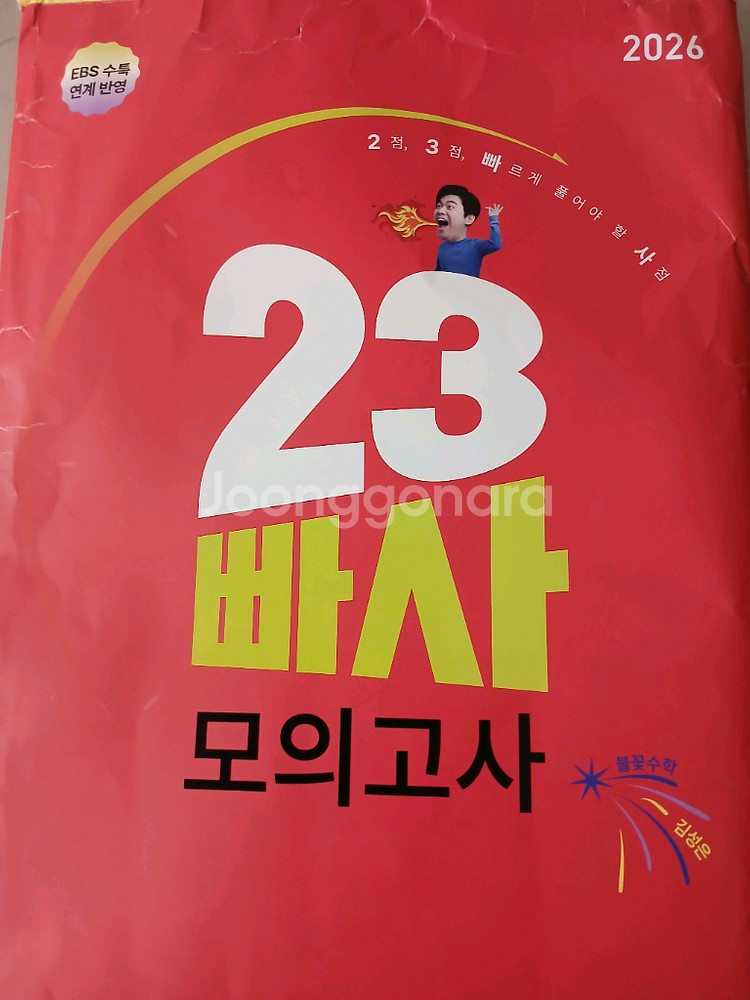 EBS 수특
연계 반영
2026
2점, 3점, 빠르게 풀어야 할 사점
23
Joonggonara
빠사
모의고사
불꽃수학
김성은